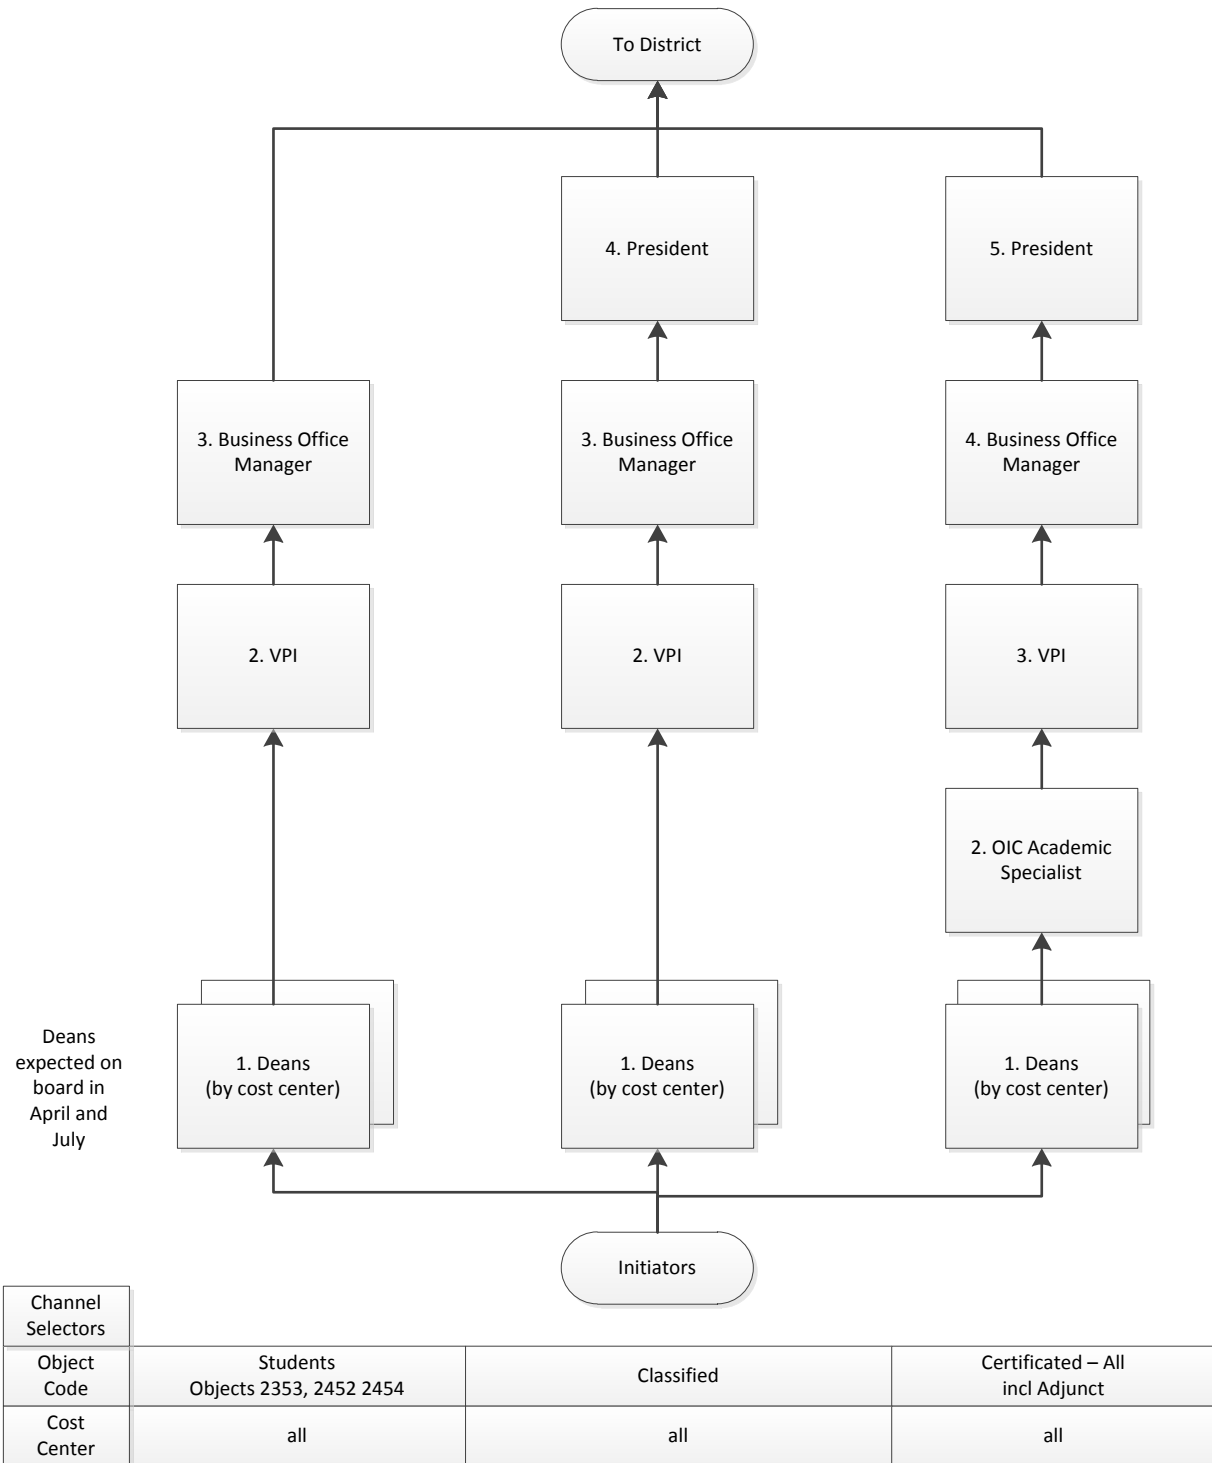 To District
4. President
5. President
3. Business Office
Manager
3. Business Office
Manager
4. Business Office
Manager
2. VPI
2. VPI
3. VPI
2. OIC Academic
Specialist
Deans
expected on
board in
April and
July
1. Deans
(by cost center)
1. Deans
(by cost center)
1. Deans
(by cost center)
Initiators
Channel
Selectors
Object
Code
Students
Objects 2353, 2452 2454
Classified
Certificated – All
incl Adjunct
Cost
Center
all
all
all